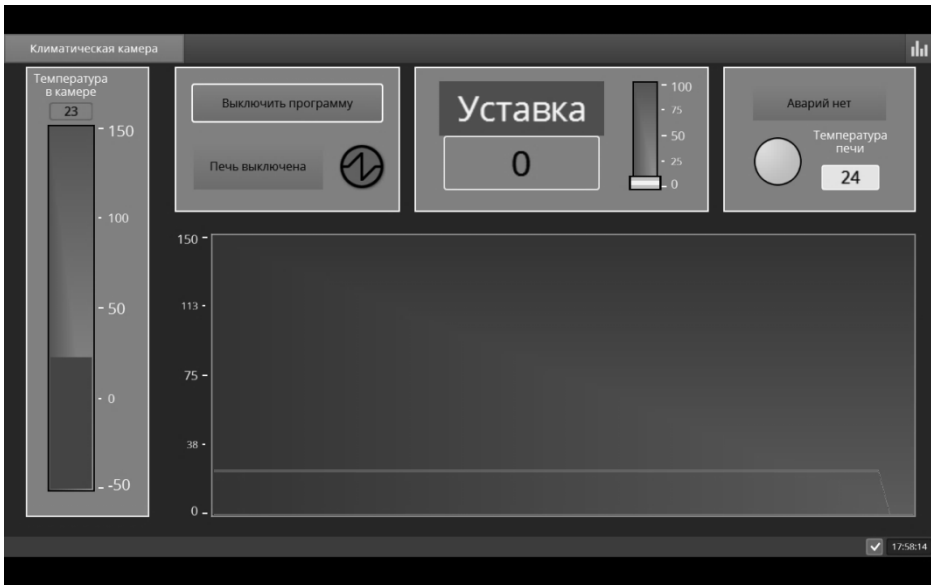 Климатическая камера
Температура
в камере
23
150
100
50
0
-50
Выключить программу
Печь выключена
Уставка
0
100
75
50
25
0
Аварий нет
Температура
печи
24
150
113
75
38
0
17:58:14